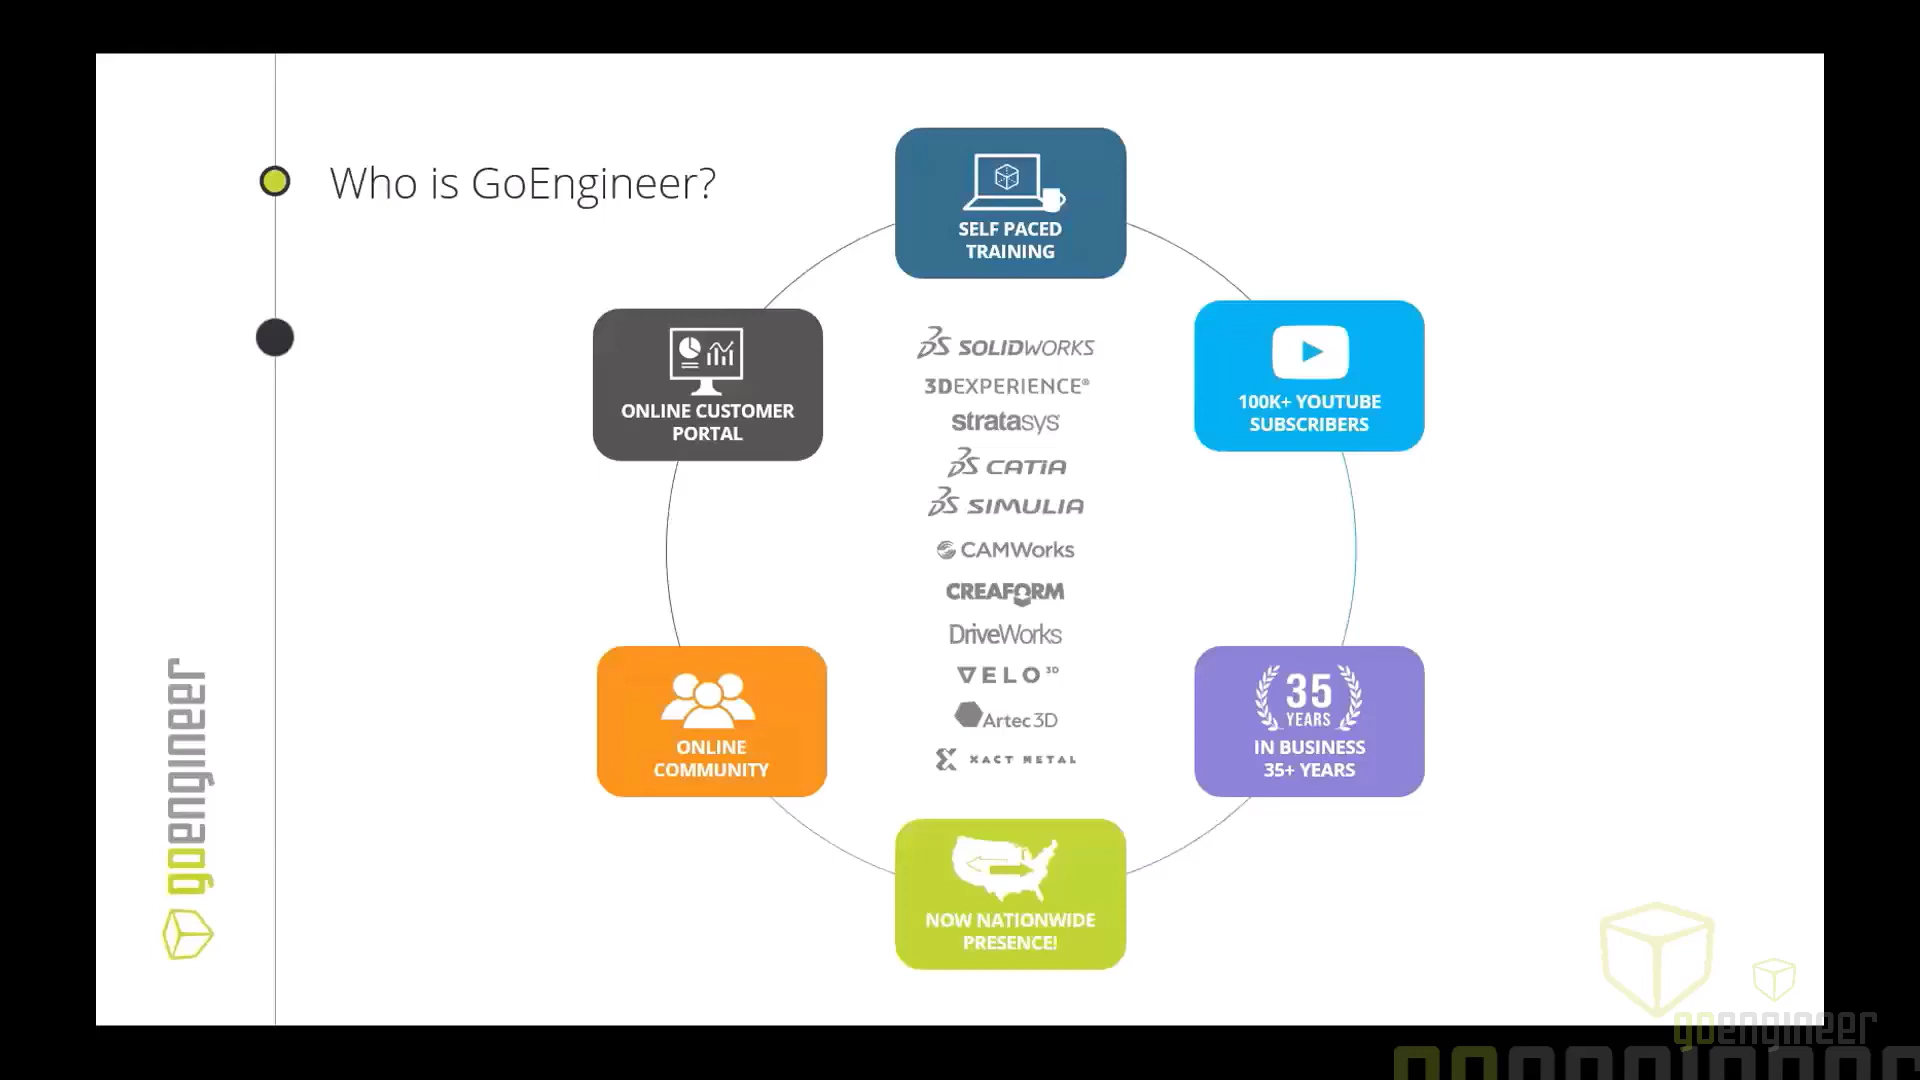 Who is GoEngineer?
SELF PACED
TRAINING
ONLINE CUSTOMER
PORTAL
100K+ YOUTUBE
SUBSCRIBERS
SOLIDWORKS
3DEXPERIENCE®
stratasys
CATIA
SIMULIA
CAMWorks
CREAFORM
DriveWorks
VELO3D
Artec3D
XACT METAL
ONLINE
COMMUNITY
35
YEARS
IN BUSINESS
35+ YEARS
NOW NATIONWIDE
PRESENCE!
goengineer
goengineer
goengineer